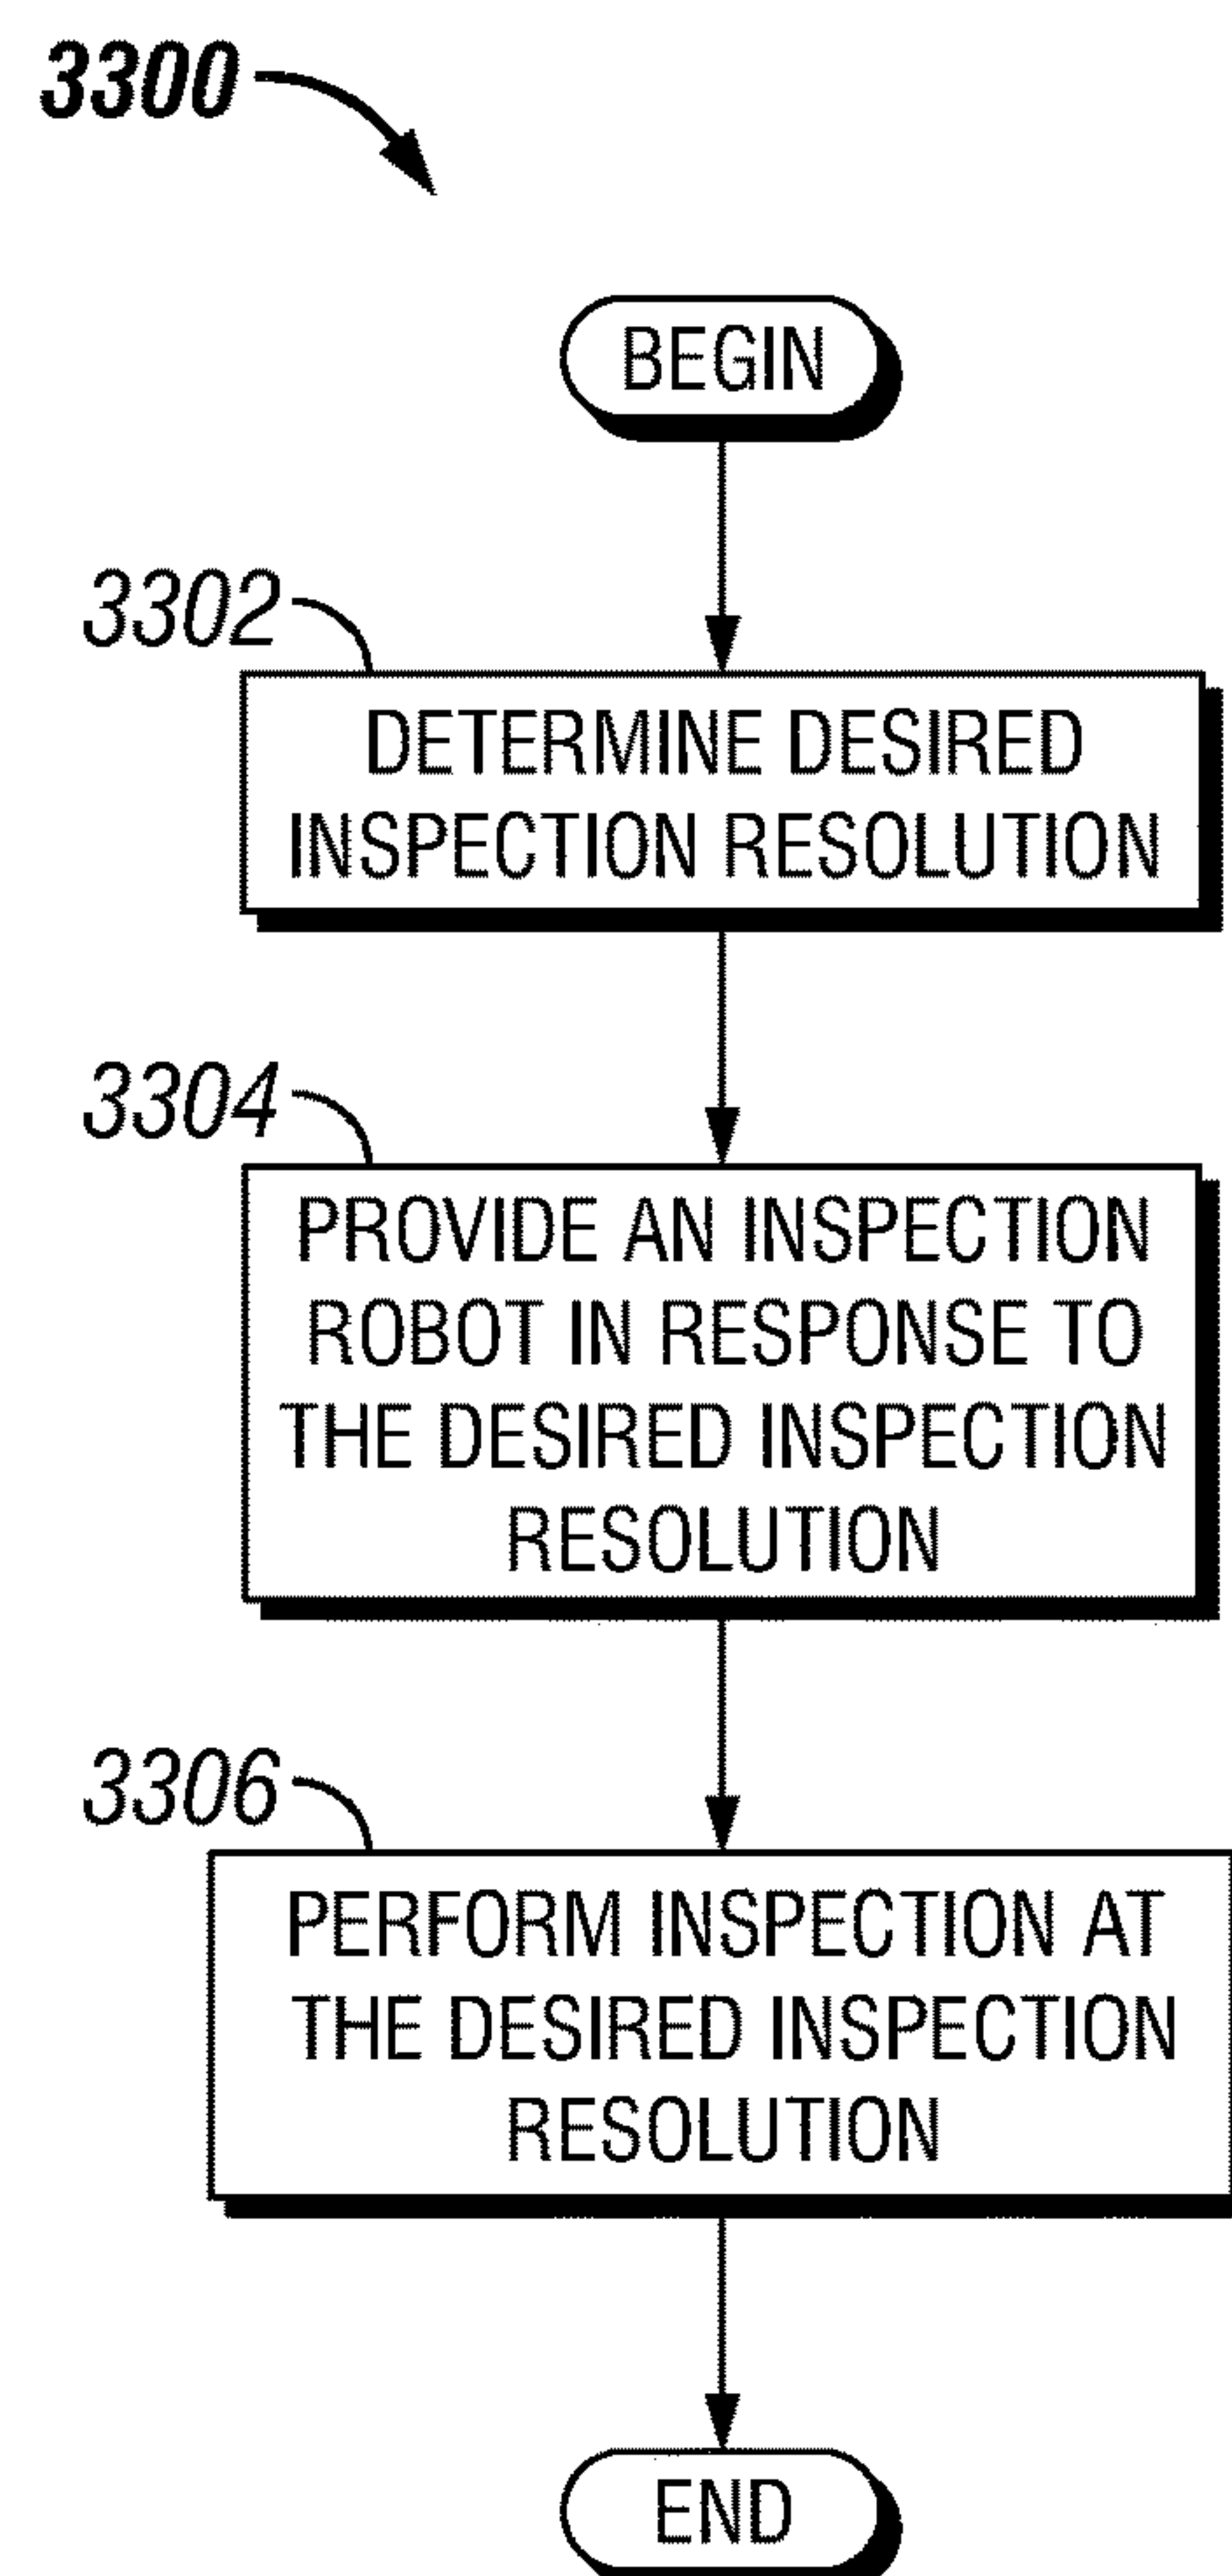 3300
BEGIN
3302
DETERMINE DESIRED
INSPECTION RESOLUTION
3304
PROVIDE AN INSPECTION
ROBOT IN RESPONSE TO
THE DESIRED INSPECTION
RESOLUTION
3306
PERFORM INSPECTION AT
THE DESIRED INSPECTION
RESOLUTION
END